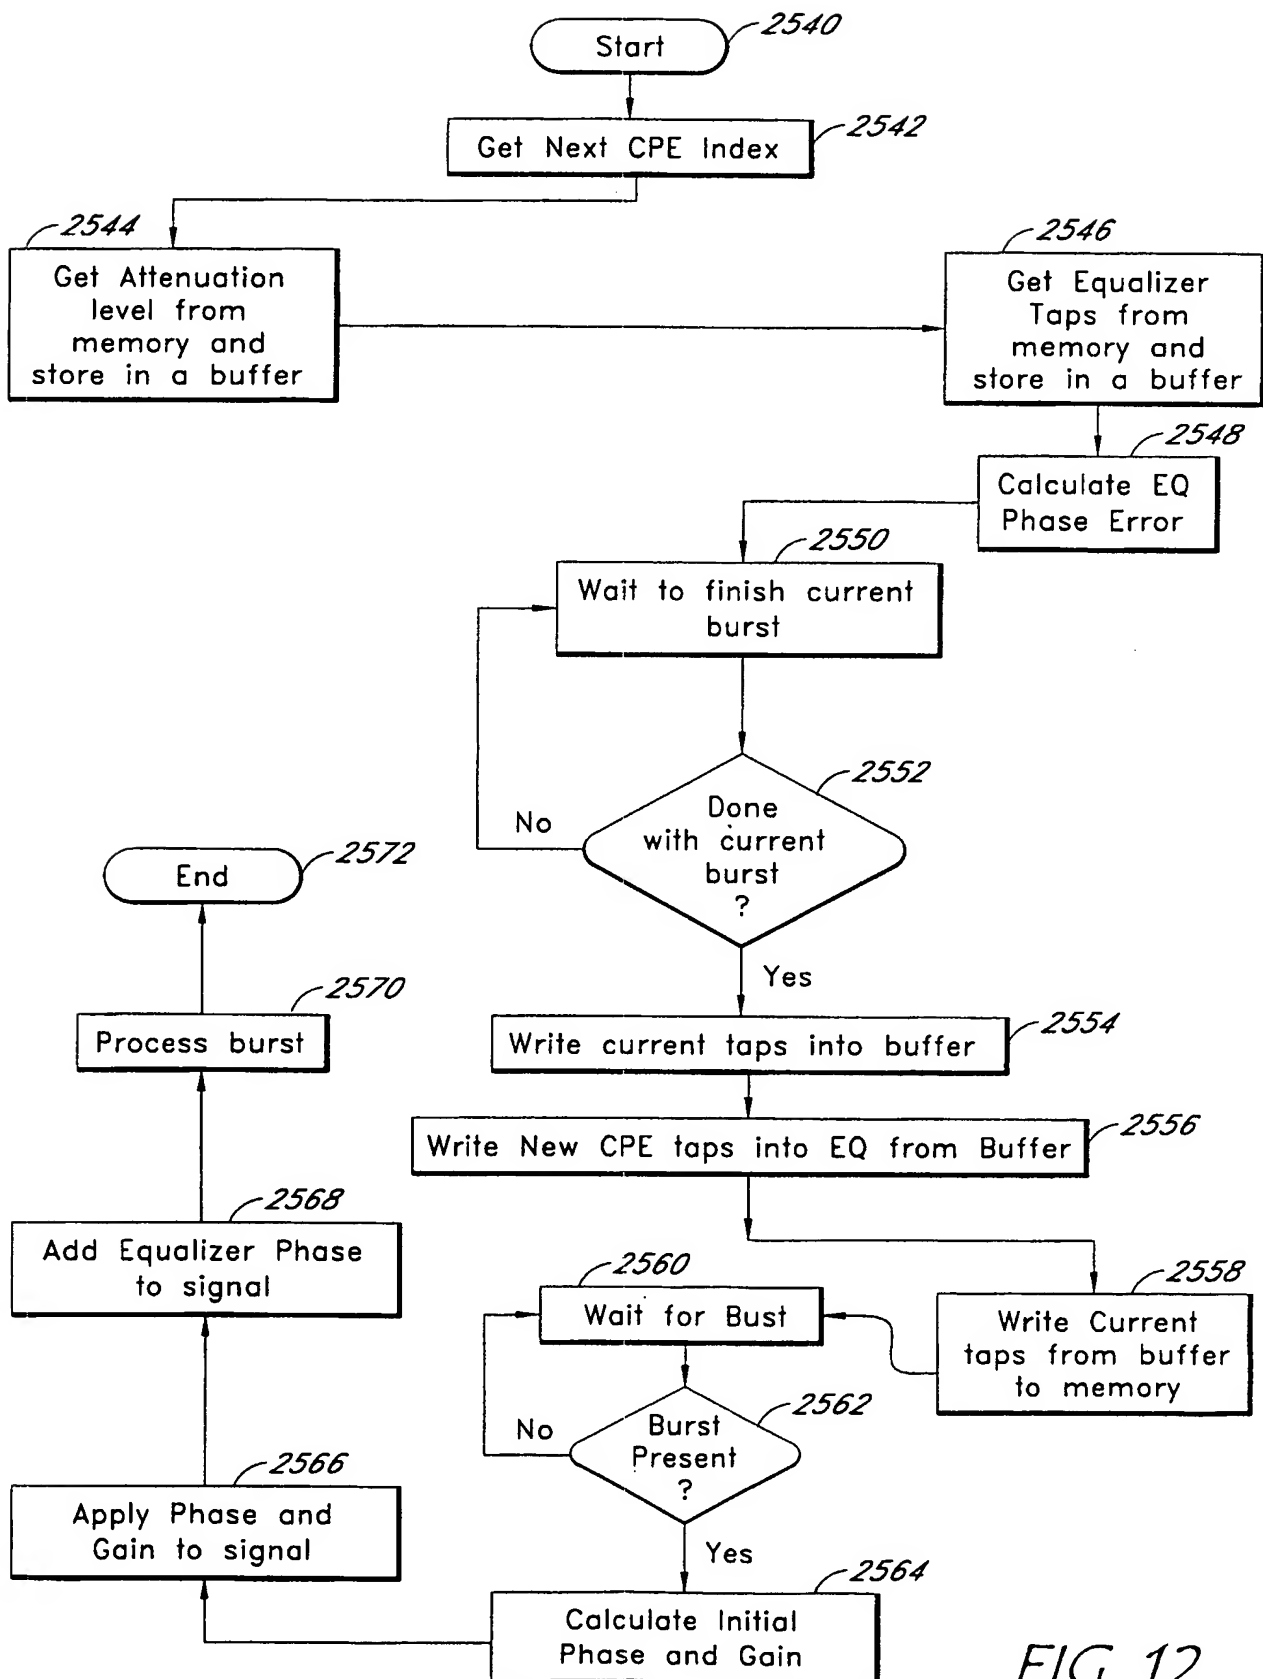 Start
2540
Get Next CPE Index
2542
2544
Get Attenuation
level from
memory and
store in a buffer
2546
Get Equalizer
Taps from
memory and
store in a buffer
2548
Calculate EQ
Phase Error
2550
Wait to finish current
burst
2552
Done
with current
burst
?
No
Yes
2554
Write current taps into buffer
2556
Write New CPE taps into EQ from Buffer
2558
Write Current
taps from buffer
to memory
2560
Wait for Bust
2562
Burst
Present
?
No
Yes
2564
Calculate Initial
Phase and Gain
2566
Apply Phase and
Gain to signal
2568
Add Equalizer Phase
to signal
2570
Process burst
2572
End
FIG. 12